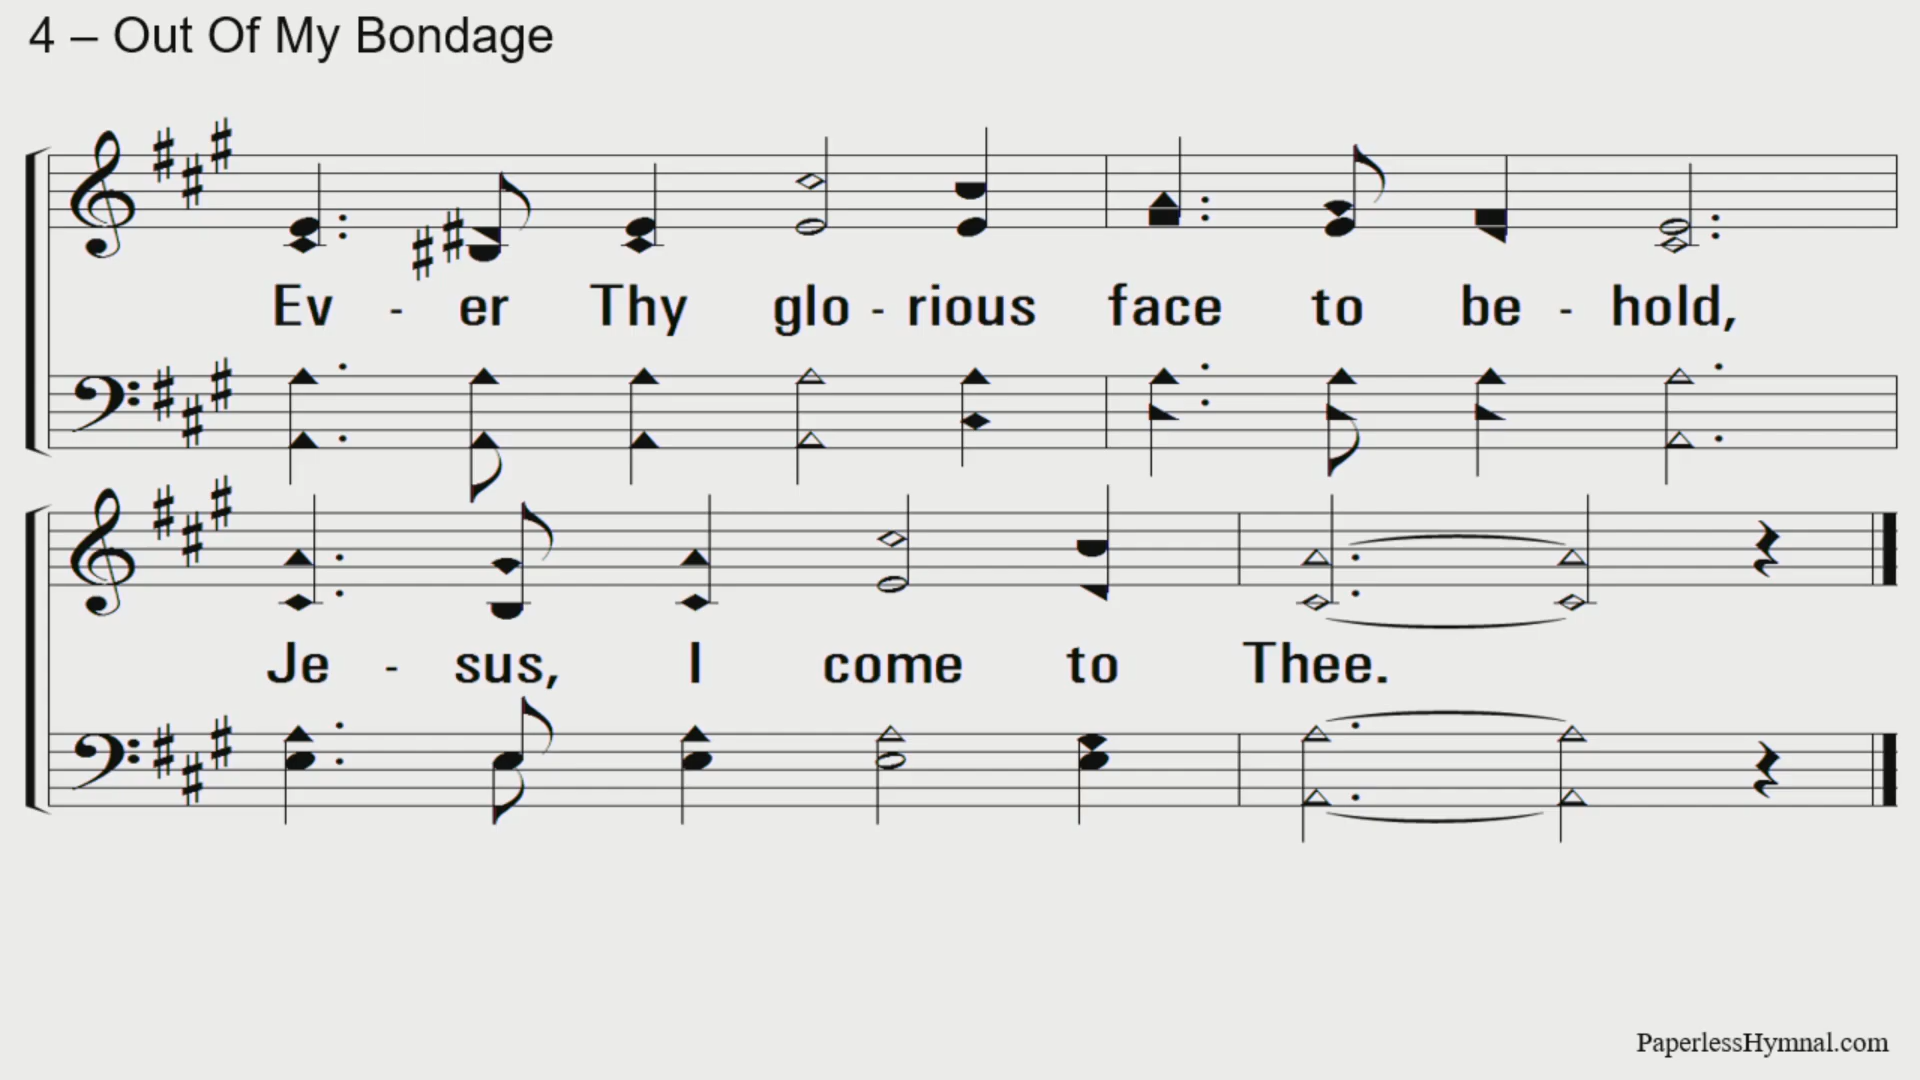 4 – Out Of My Bondage
Ev - er Thy glo - rious face to be - hold,
Je - sus, I come to Thee.
PaperlessHymnal.com